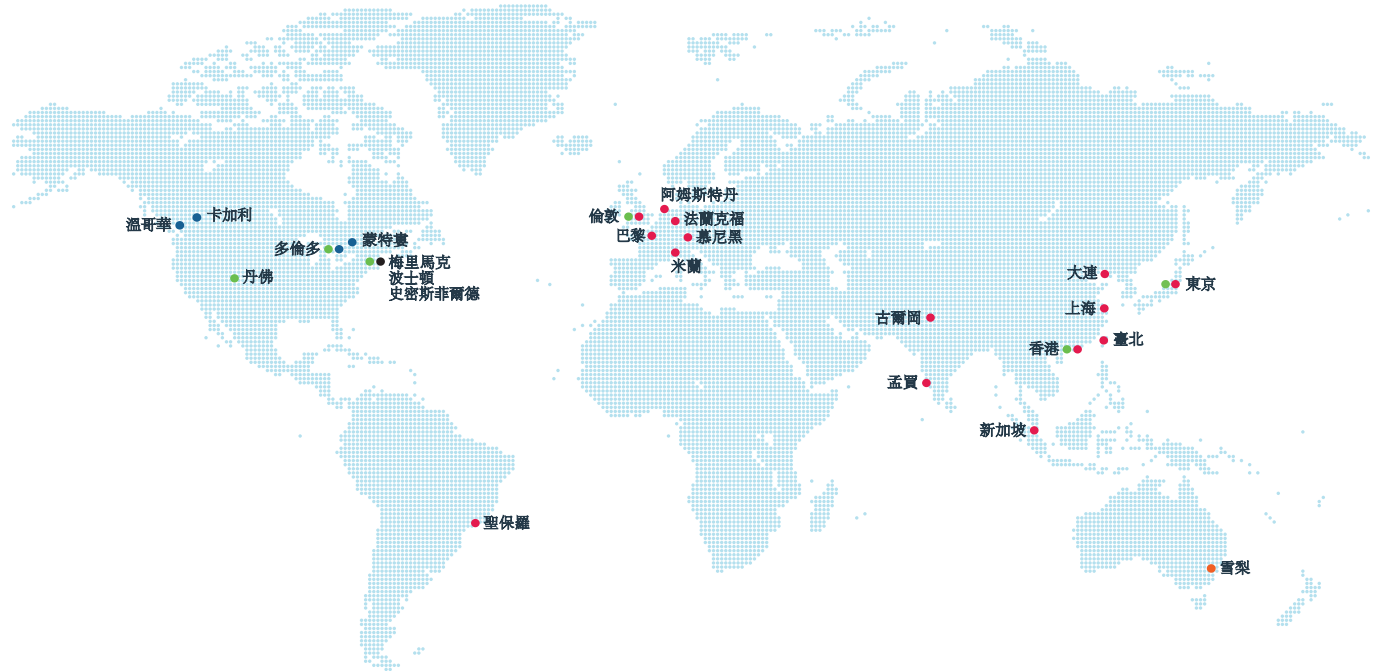 阿姆斯特丹
卡加利
倫敦
法蘭克福
溫哥華
巴黎
慕尼黑
多倫多
蒙特婁
米蘭
梅里馬克
波士頓
史密斯菲爾德
丹佛
大連
東京
上海
古爾岡
臺北
香港
孟買
新加坡
聖保羅
雪梨